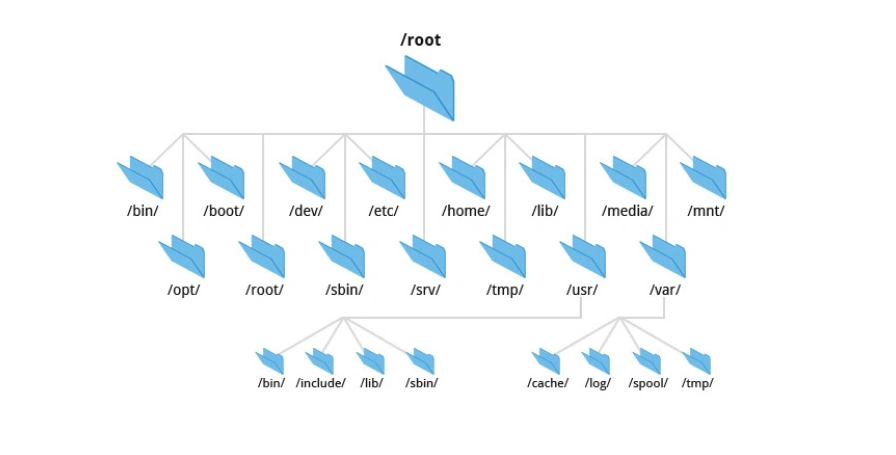 /root
/bin/ /boot/ /dev/ /etc/ /home/ /lib/ /media/ /mnt/
/opt/ /root/ /sbin/ /srv/ /tmp/ /usr/ /var/
/bin/ /include/ /lib/ /sbin/ /cache/ /log/ /spool/ /tmp/